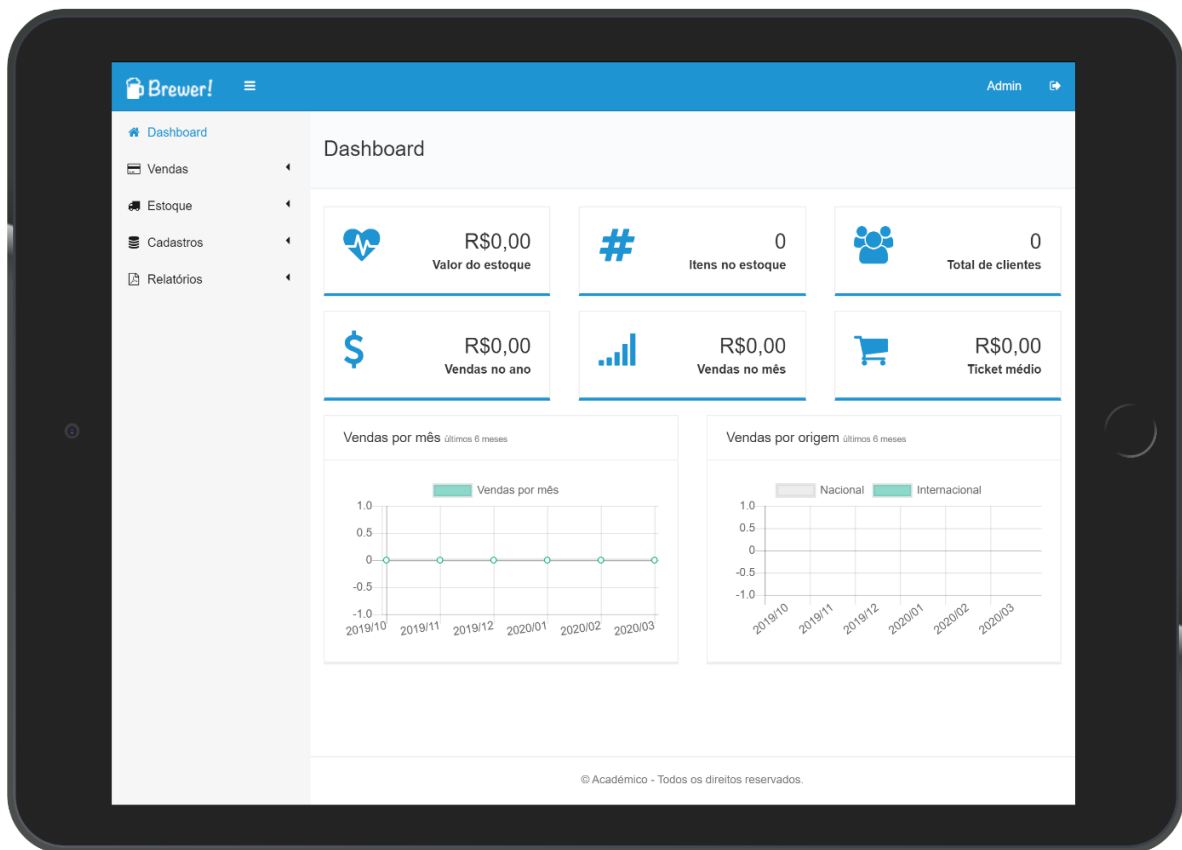 Brewer!
Admin
Dashboard
Vendas
Estoque
Cadastros
Relatórios
Dashboard
R$0,00
Valor do estoque
0
Itens no estoque
0
Total de clientes
R$0,00
Vendas no ano
R$0,00
Vendas no mês
R$0,00
Ticket médio
Vendas por mês últimos 6 meses
Vendas por mês
1.0
0.5
0
-0.5
-1.0
2019/10 2019/11 2019/12 2020/01 2020/02 2020/03
Vendas por origem últimos 6 meses
Nacional Internacional
1.0
0.5
0
-0.5
-1.0
2019/10 2019/11 2019/12 2020/01 2020/02 2020/03
© Académico - Todos os direitos reservados.